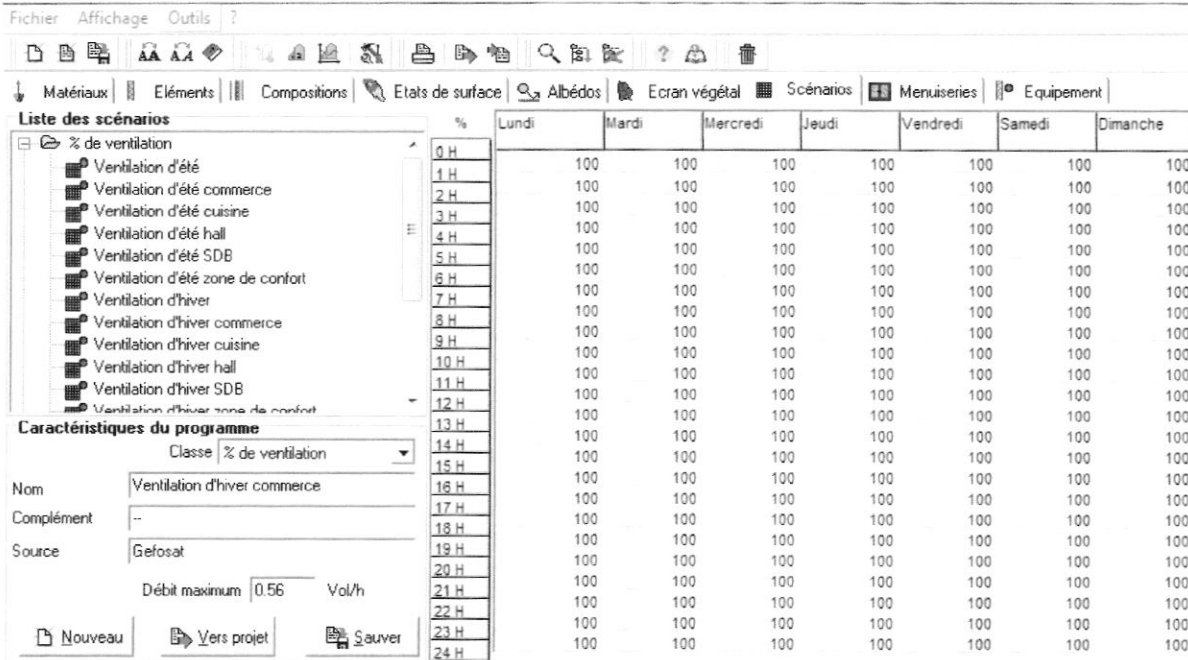 Fichier Affichage Outils ?
Matériaux Eléments Compositions Etats de surface Albédos Ecran végétal Scénarios Menuiseries Equipement
Liste des scénarios
% de ventilation
Ventilation d'été
Ventilation d'été commerce
Ventilation d'été cuisine
Ventilation d'été hall
Ventilation d'été SDB
Ventilation d'été zone de confort
Ventilation d'hiver
Ventilation d'hiver commerce
Ventilation d'hiver cuisine
Ventilation d'hiver hall
Ventilation d'hiver SDB
Ventilation d'hiver zone de confort
Caractéristiques du programme
Classe % de ventilation
Nom Ventilation d'hiver commerce
Complément --
Source Gefosat
Débit maximum 0.56 Vol/h
Nouveau Vers projet Sauver
% Lundi Mardi Mercredi Jeudi Vendredi Samedi Dimanche
0 H
100 100 100 100 100 100 100
1 H
100 100 100 100 100 100 100
2 H
100 100 100 100 100 100 100
3 H
100 100 100 100 100 100 100
4 H
100 100 100 100 100 100 100
5 H
100 100 100 100 100 100 100
6 H
100 100 100 100 100 100 100
7 H
100 100 100 100 100 100 100
8 H
100 100 100 100 100 100 100
9 H
100 100 100 100 100 100 100
10 H
100 100 100 100 100 100 100
11 H
100 100 100 100 100 100 100
12 H
100 100 100 100 100 100 100
13 H
100 100 100 100 100 100 100
14 H
100 100 100 100 100 100 100
15 H
100 100 100 100 100 100 100
16 H
100 100 100 100 100 100 100
17 H
100 100 100 100 100 100 100
18 H
100 100 100 100 100 100 100
19 H
100 100 100 100 100 100 100
20 H
100 100 100 100 100 100 100
21 H
100 100 100 100 100 100 100
22 H
100 100 100 100 100 100 100
23 H
100 100 100 100 100 100 100
24 H